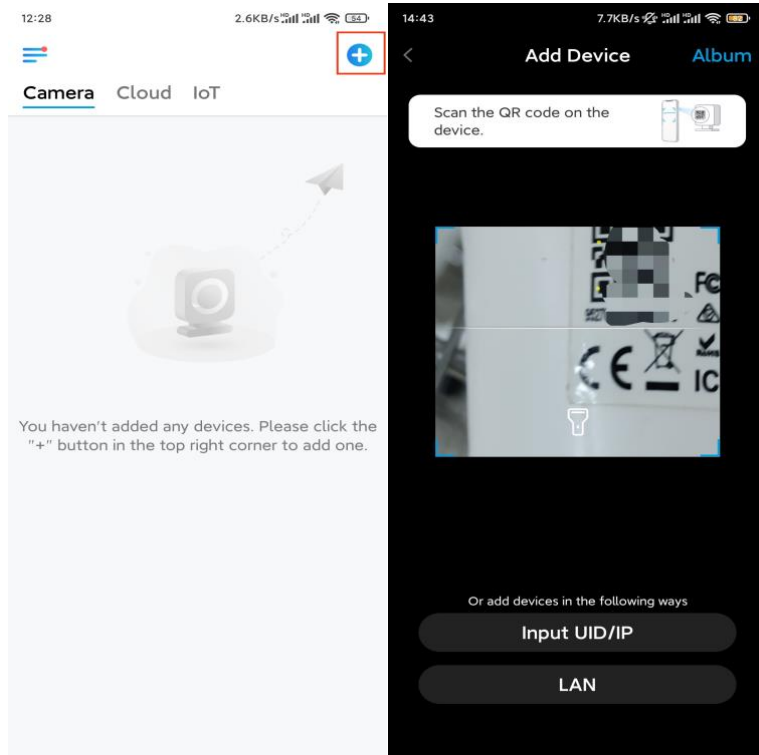 12:28
2.6KB/s
54
Camera Cloud IoT
You haven't added any devices. Please click the
"+" button in the top right corner to add one.
14:43
7.7KB/s
Add Device
Album
Scan the QR code on the
device.
FC
CE
IC
Or add devices in the following ways
Input UID/IP
LAN